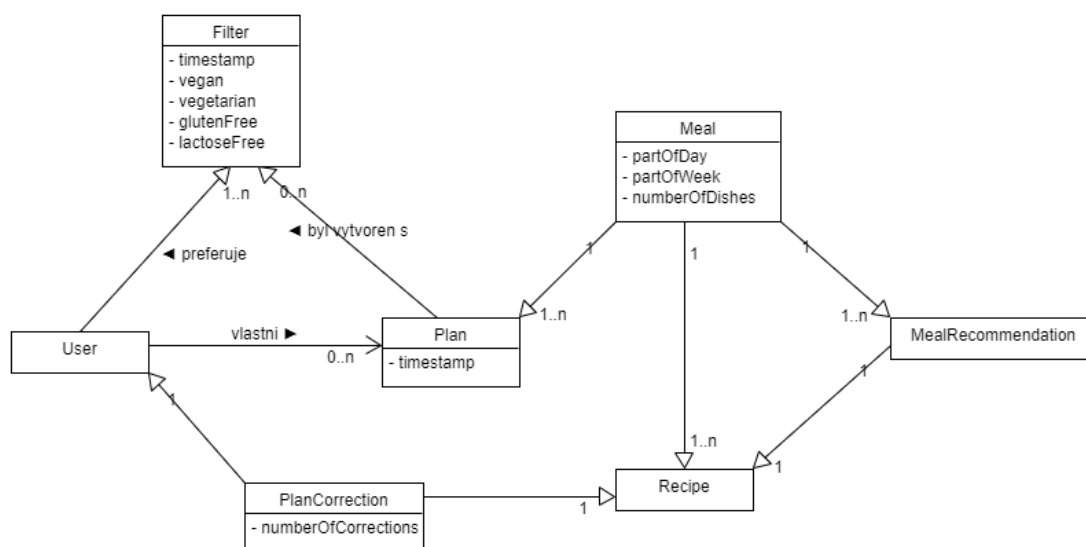 Filter
- timestamp
- vegan
- vegetarian
- glutenFree
- lactoseFree
Meal
- partOfDay
- partOfWeek
- numberOfDishes
1..n
0..n
◄ byl vytvoren s
◄ preferuje
1
1
1
1..n
1..n
User
vlastni ►
0..n
Plan
- timestamp
MealRecommendation
1
1
1..n
1
PlanCorrection
- numberOfCorrections
1
Recipe